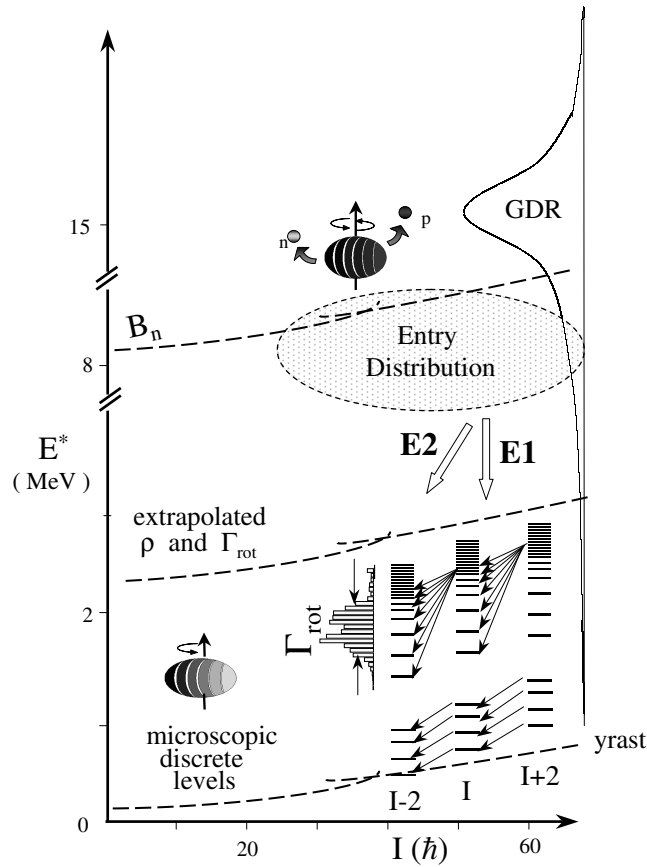 GDR
15
n
p
B_n
Entry
Distribution
8
E2
E1
E*
( MeV )
extrapolated
ρ and Γ_rot
2
Γ_rot
microscopic
discrete
levels
yrast
I-2
I
I+2
0
20
I (ℏ)
60